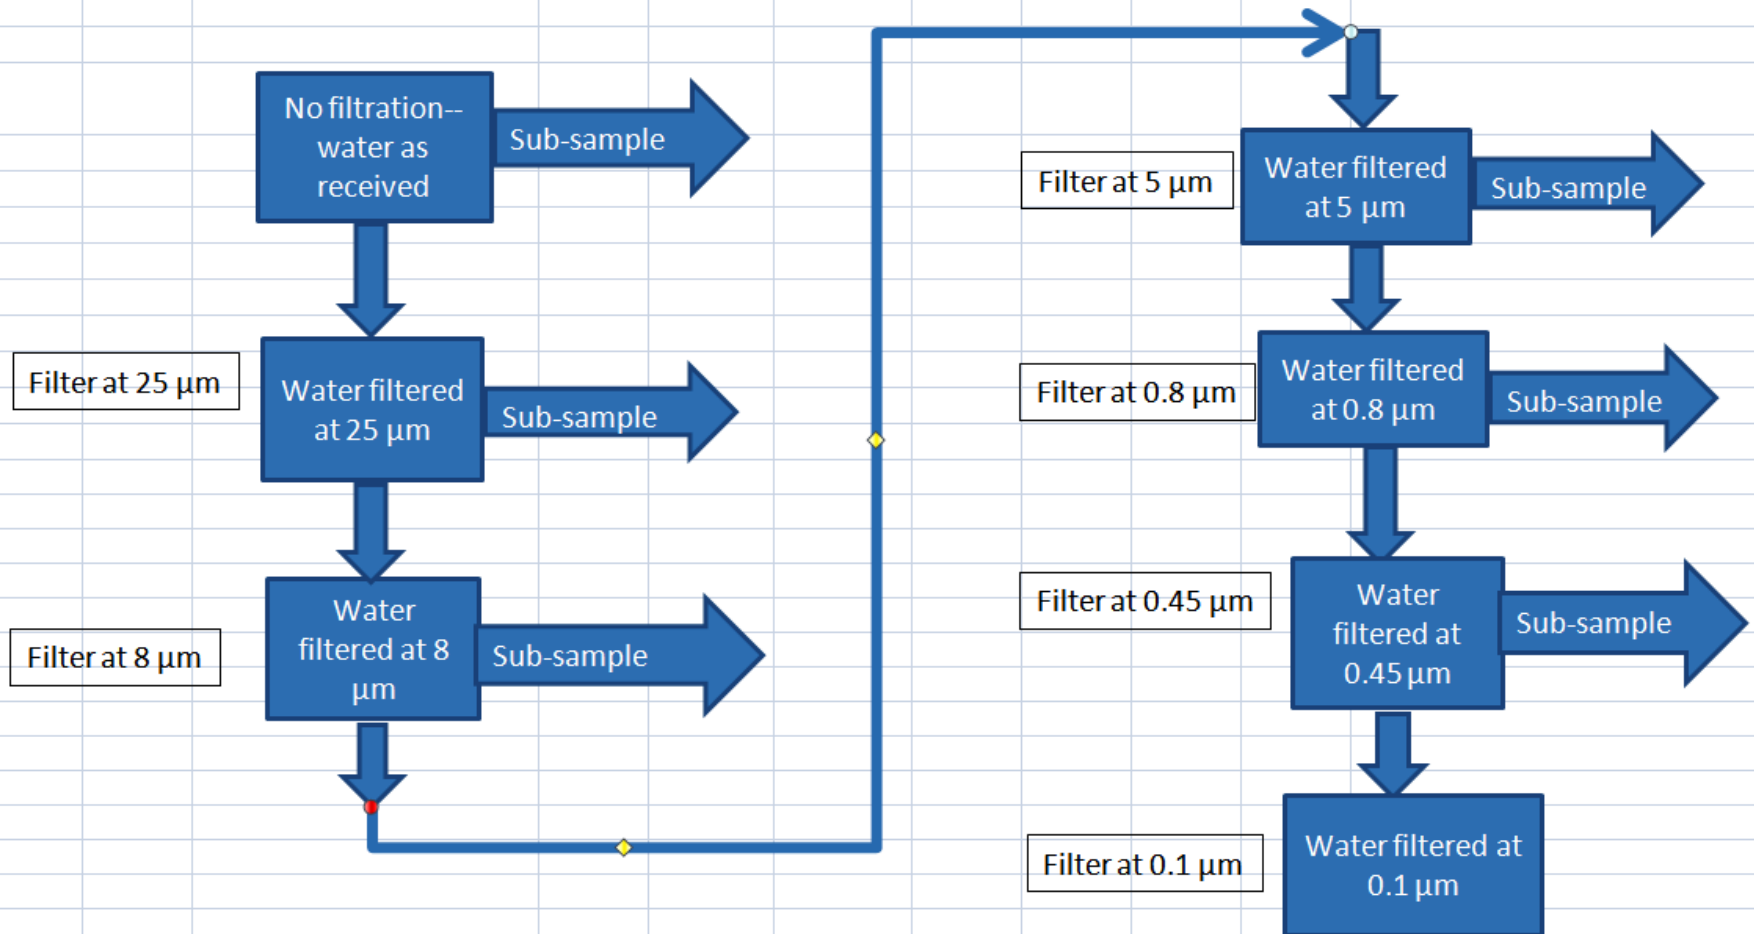 No filtration--
water as
received
Sub-sample
Filter at 25 µm
Water filtered
at 25 µm
Sub-sample
Filter at 8 µm
Water
filtered at 8
µm
Sub-sample
Filter at 5 µm
Water filtered
at 5 µm
Sub-sample
Filter at 0.8 µm
Water filtered
at 0.8 µm
Sub-sample
Filter at 0.45 µm
Water
filtered at
0.45 µm
Sub-sample
Filter at 0.1 µm
Water filtered at
0.1 µm